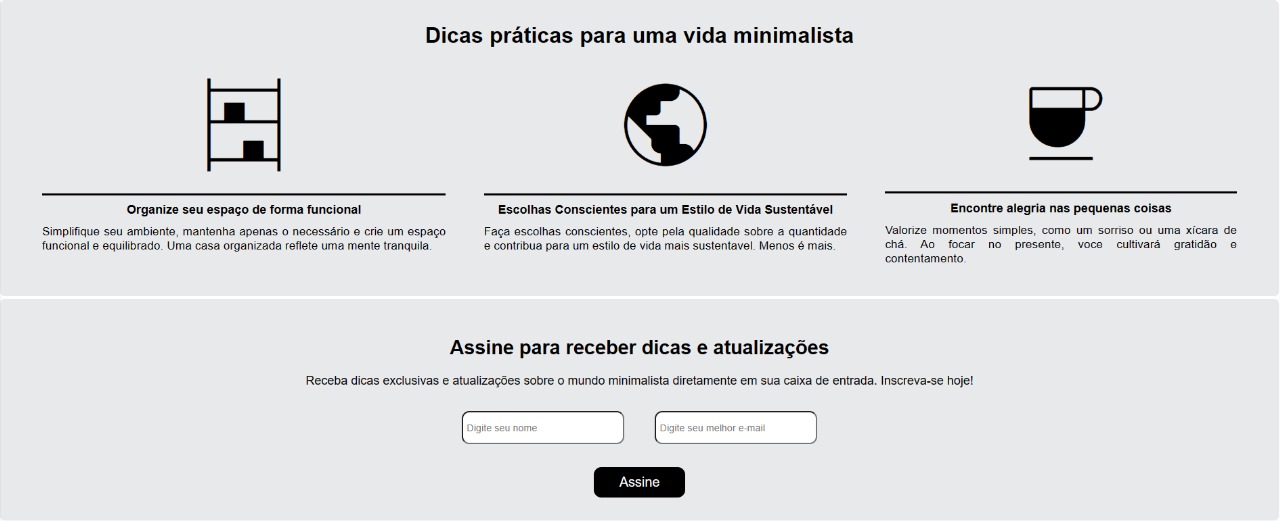 Dicas práticas para uma vida minimalista
Organize seu espaço de forma funcional
Simplifique seu ambiente, mantenha apenas o necessário e crie um espaço
funcional e equilibrado. Uma casa organizada reflete uma mente tranquila.
Escolhas Conscientes para um Estilo de Vida Sustentável
Faça escolhas conscientes, opte pela qualidade sobre a quantidade
e contribua para um estilo de vida mais sustentavel. Menos é mais.
Encontre alegria nas pequenas coisas
Valorize momentos simples, como um sorriso ou uma xícara de
chá. Ao focar no presente, voce cultivará gratidão e
contentamento.
Assine para receber dicas e atualizações
Receba dicas exclusivas e atualizações sobre o mundo minimalista diretamente em sua caixa de entrada. Inscreva-se hoje!
Digite seu nome
Digite seu melhor e-mail
Assine